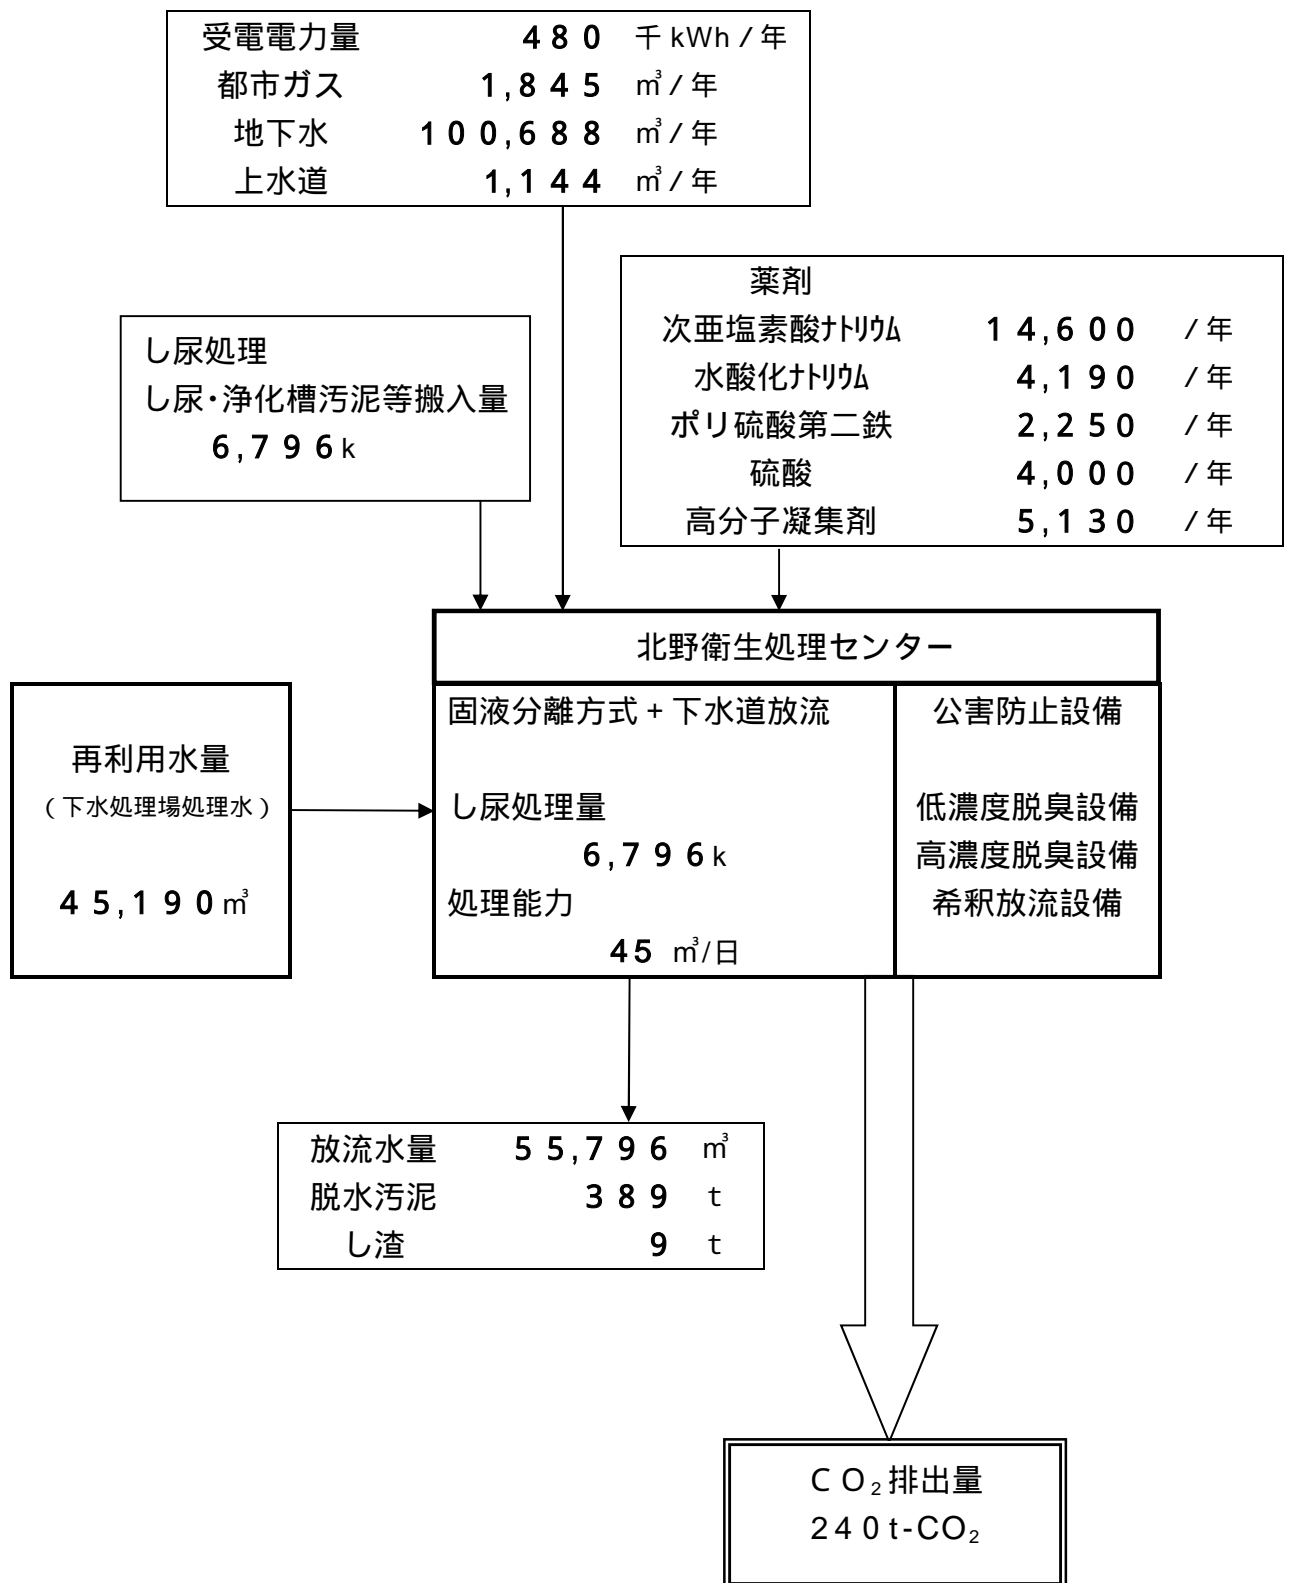 受電電力量 480 千kWh/年
都市ガス 1,845 ㎥/年
地下水 100,688 ㎥/年
上水道 1,144 ㎥/年
薬剤
次亜塩素酸ﾅﾄﾘｳﾑ 14,600 /年
水酸化ﾅﾄﾘｳﾑ 4,190 /年
ポリ硫酸第二鉄 2,250 /年
硫酸 4,000 /年
高分子凝集剤 5,130 /年
し尿処理
し尿・浄化槽汚泥等搬入量
6,796k
北野衛生処理センター
再利用水量
(下水処理場処理水)
45,190㎥
固液分離方式+下水道放流
し尿処理量
6,796k
処理能力
45 ㎥/日
公害防止設備
低濃度脱臭設備
高濃度脱臭設備
希釈放流設備
放流水量 55,796 ㎥
脱水汚泥 389 t
し渣 9 t
CO₂排出量
240t-CO₂